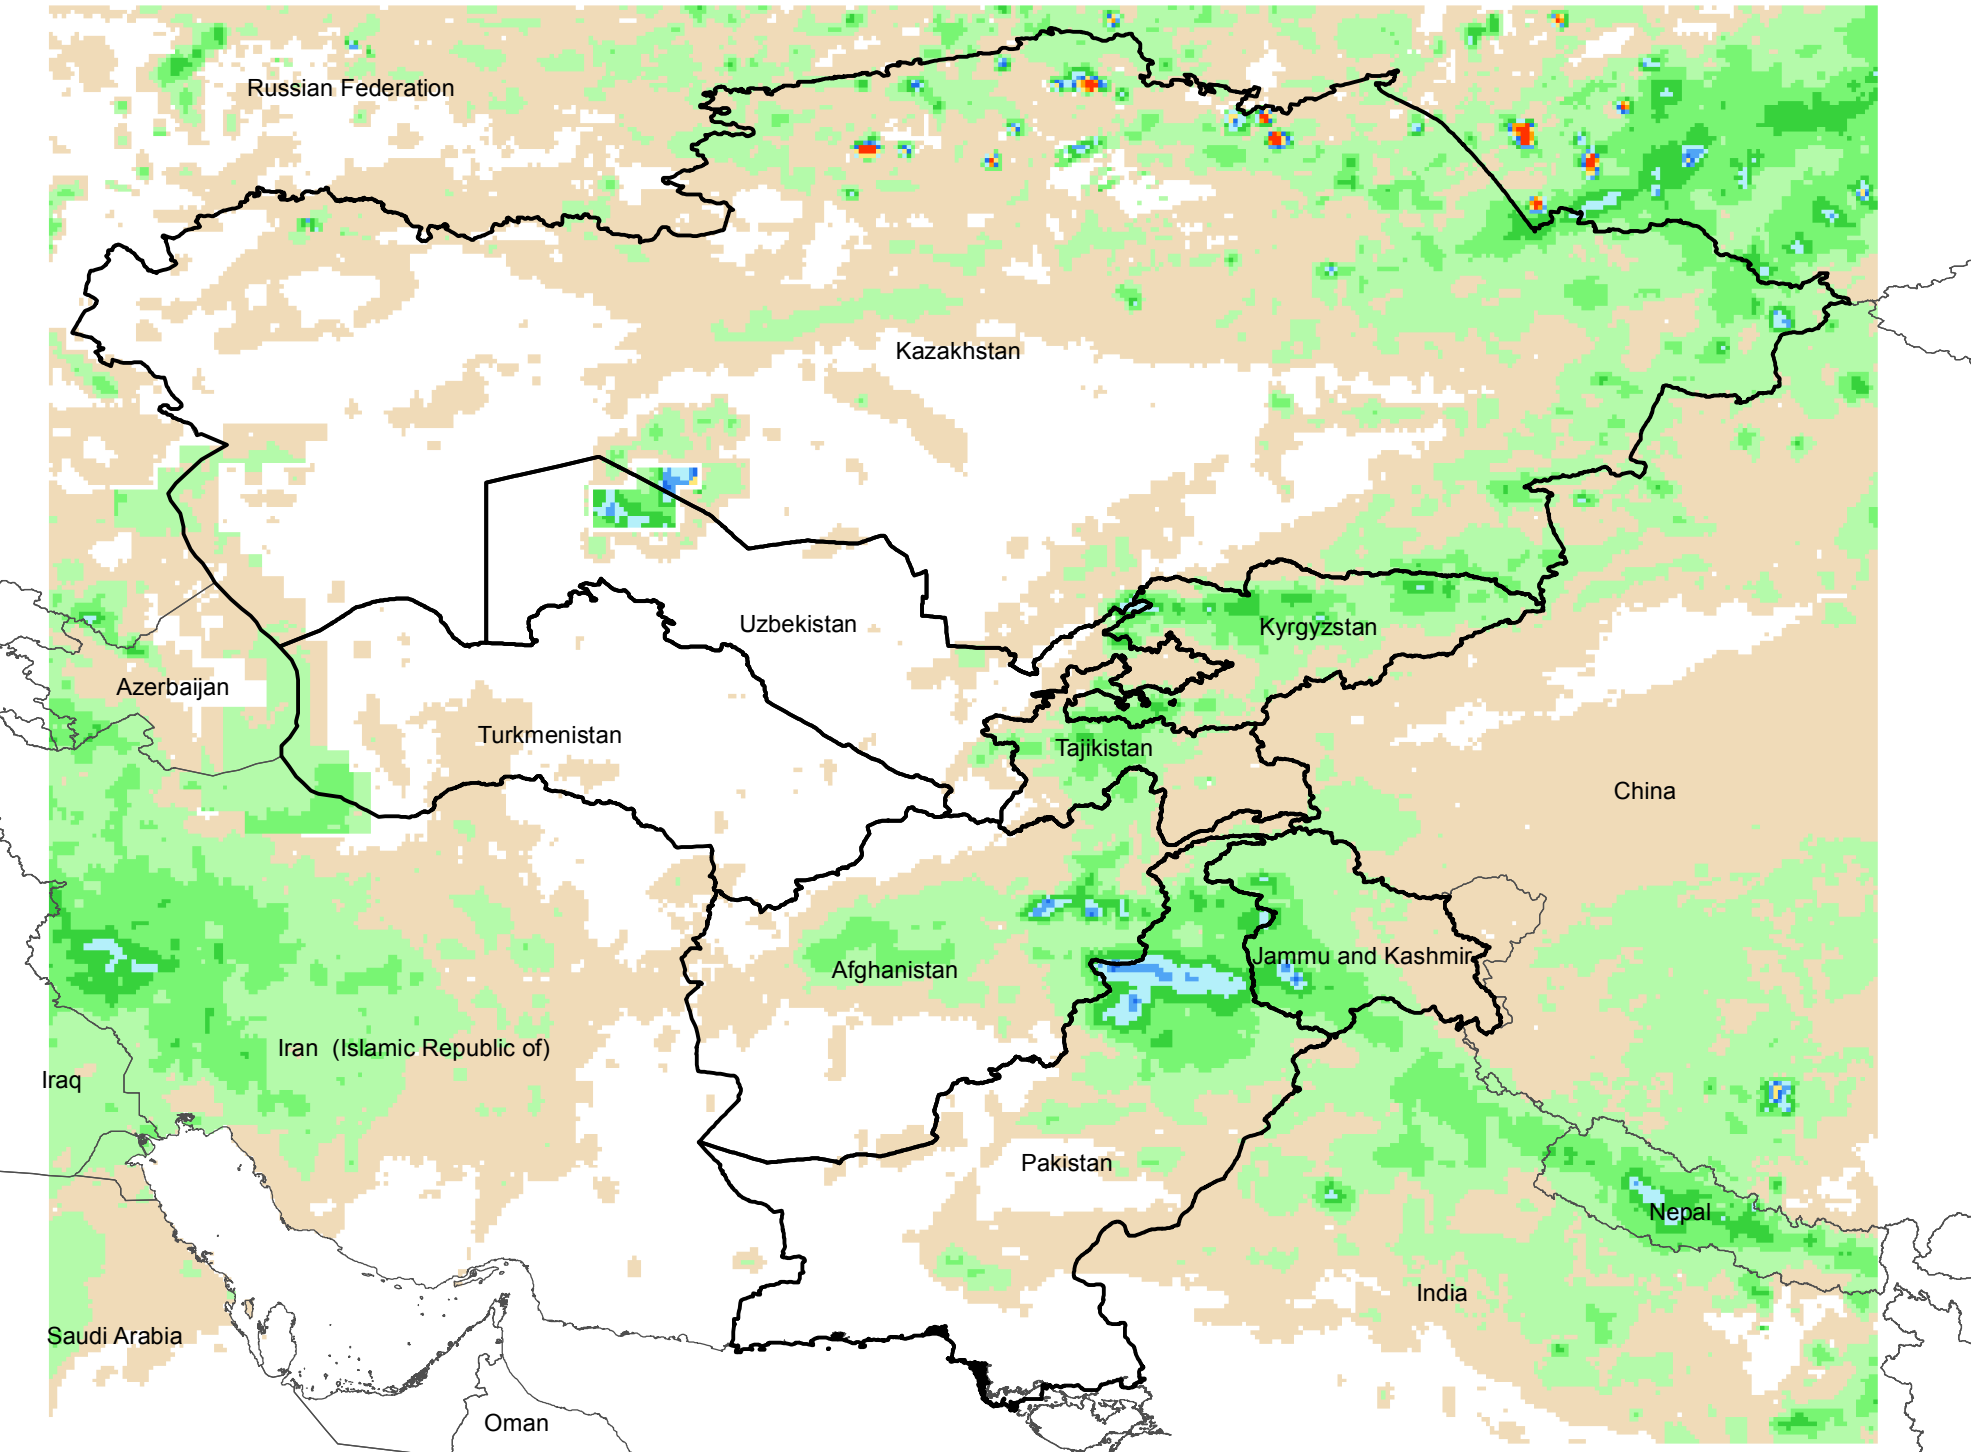 Russian Federation
Kazakhstan
Uzbekistan
Kyrgyzstan
Azerbaijan
Turkmenistan
Tajikistan
China
Jammu and Kashmir
Afghanistan
Iran  (Islamic Republic of)
Iraq
Pakistan
Nepal
India
Saudi Arabia
Oman